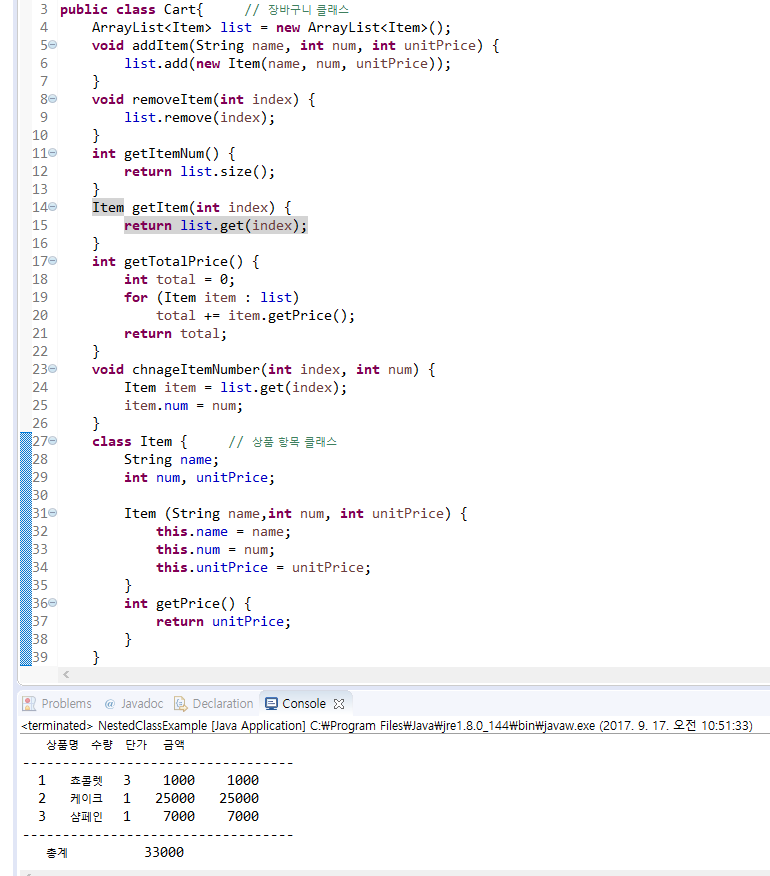 3 public class Cart{     // 장바구니 클래스
4     ArrayList<Item> list = new ArrayList<Item>();
5     void addItem(String name, int num, int unitPrice) {
6         list.add(new Item(name, num, unitPrice));
7     }
8     void removeItem(int index) {
9         list.remove(index);
10     }
11     int getItemNum() {
12         return list.size();
13     }
14     Item getItem(int index) {
15         return list.get(index);
16     }
17     int getTotalPrice() {
18         int total = 0;
19         for (Item item : list)
20             total += item.getPrice();
21         return total;
22     }
23     void chnageItemNumber(int index, int num) {
24         Item item = list.get(index);
25         item.num = num;
26     }
27     class Item {     // 상품 항목 클래스
28         String name;
29         int num, unitPrice;
30
31         Item (String name,int num, int unitPrice) {
32             this.name = name;
33             this.num = num;
34             this.unitPrice = unitPrice;
35         }
36         int getPrice() {
37             return unitPrice;
38         }
39     }
Problems @ Javadoc Declaration Console
<terminated> NestedClassExample [Java Application] C:₩Program Files₩Java₩jre1.8.0_144₩bin₩javaw.exe (2017. 9. 17. 오전 10:51:33)
상품명 수량 단가 금액
----------------------------------
1 쵸콜렛 3 1000 1000
2 케이크 1 25000 25000
3 샴페인 1 7000 7000
----------------------------------
총계 33000